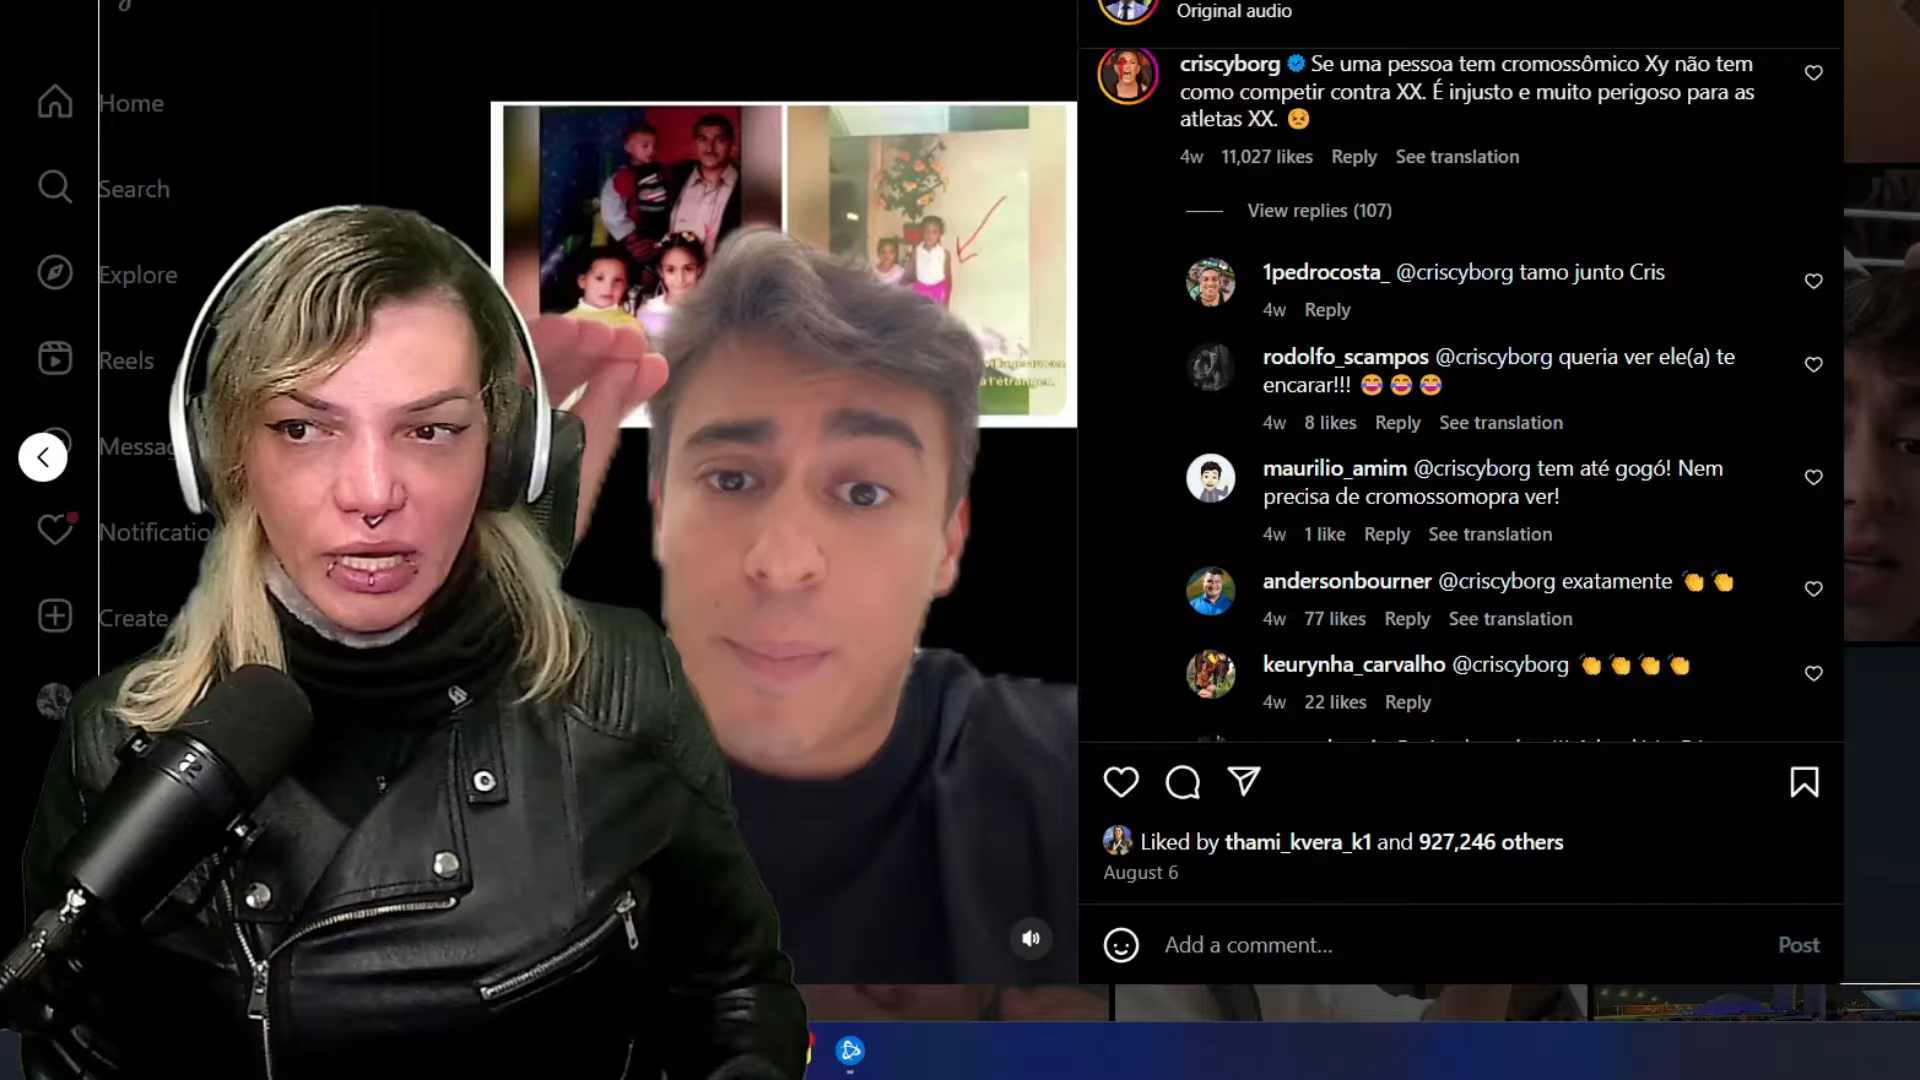 Original audio
criscyborg Se uma pessoa tem cromossômico Xy não tem
como competir contra XX. É injusto e muito perigoso para as
atletas XX. 😣
4w 11,027 likes Reply See translation
View replies (107)
1pedrocosta_ @criscyborg tamo junto Cris
4w Reply
rodolfo_scampos @criscyborg queria ver ele(a) te
encarar!!! 😂 😂 😂
4w 8 likes Reply See translation
maurilio_amim @criscyborg tem até gogó! Nem
precisa de cromossomopra ver!
4w 1 like Reply See translation
andersonbourner @criscyborg exatamente 👏 👏
4w 77 likes Reply See translation
keurynha_carvalho @criscyborg 👏 👏 👏 👏
4w 22 likes Reply
Liked by thami_kvera_k1 and 927,246 others
August 6
Add a comment... Post
Home
Search
Explore
Reels
Messag
Notification
Create
à l'étranger.